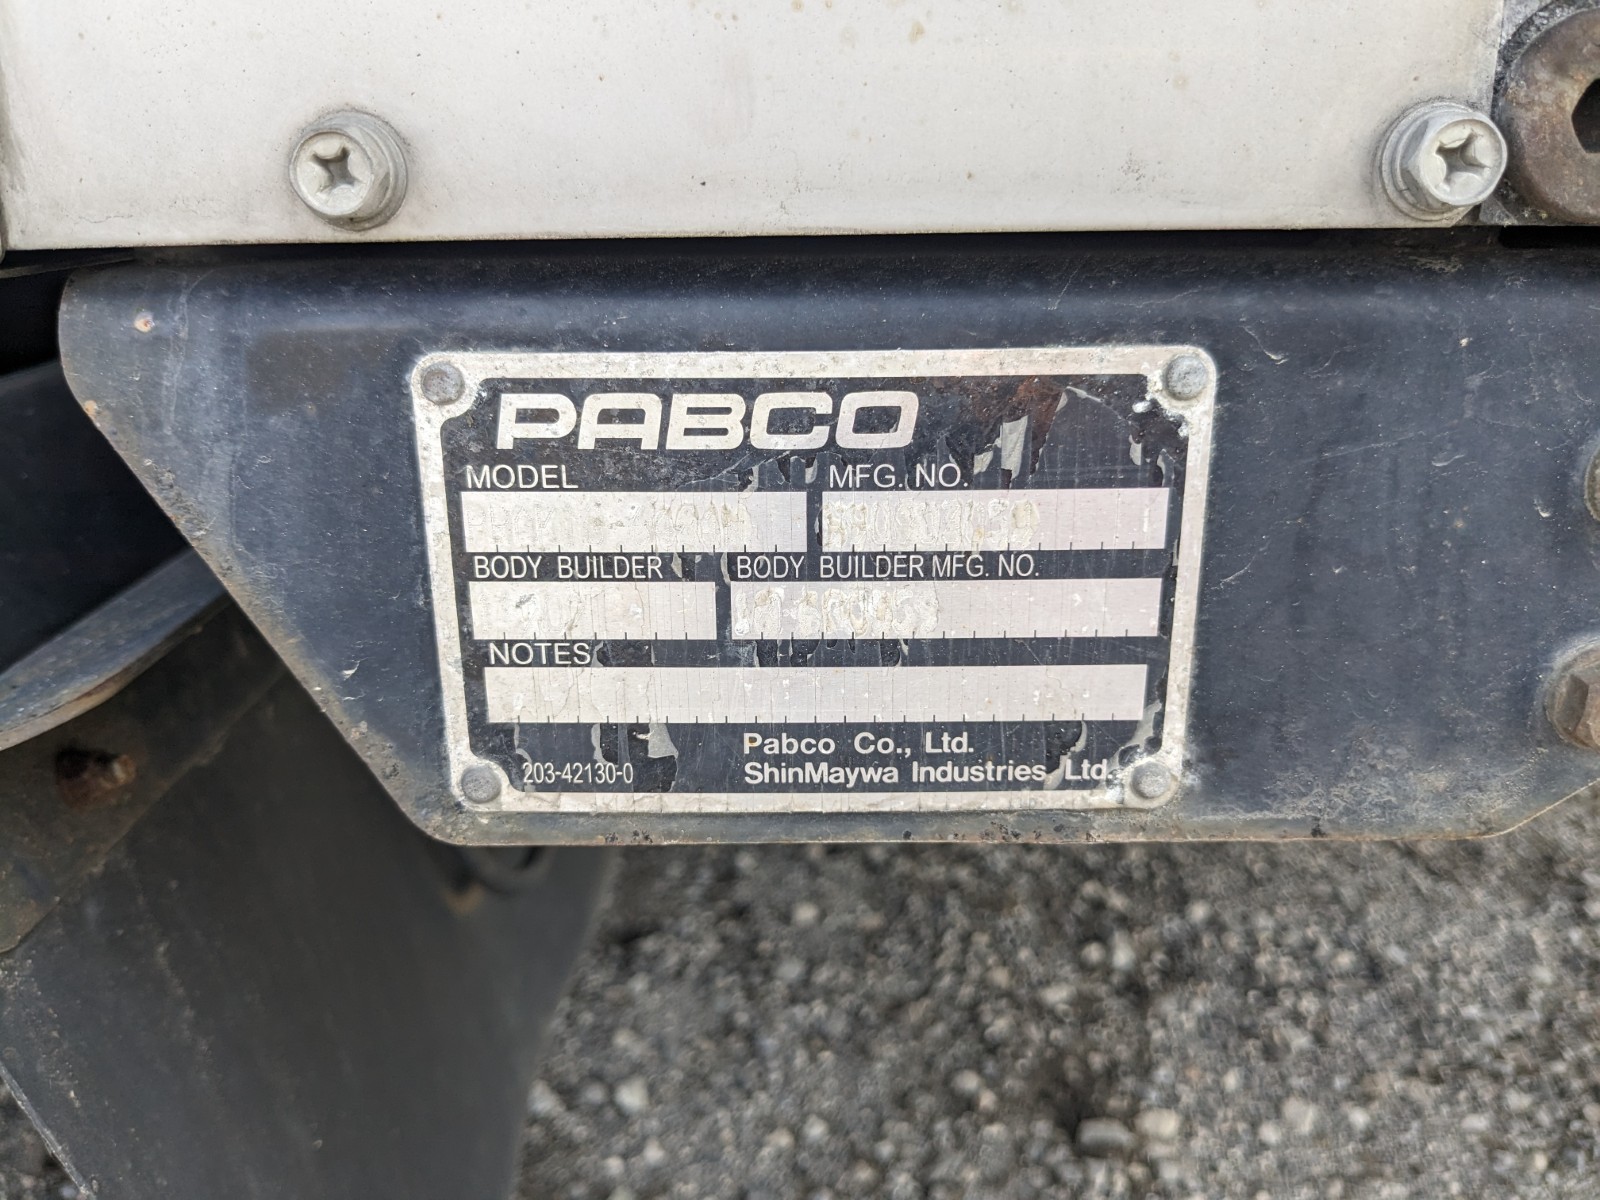 PABCO
MODEL MFG. NO.
BODY BUILDER BODY BUILDER MFG. NO.
NOTES
Pabco Co., Ltd.
203-42130-0 ShinMaywa Industries Ltd.